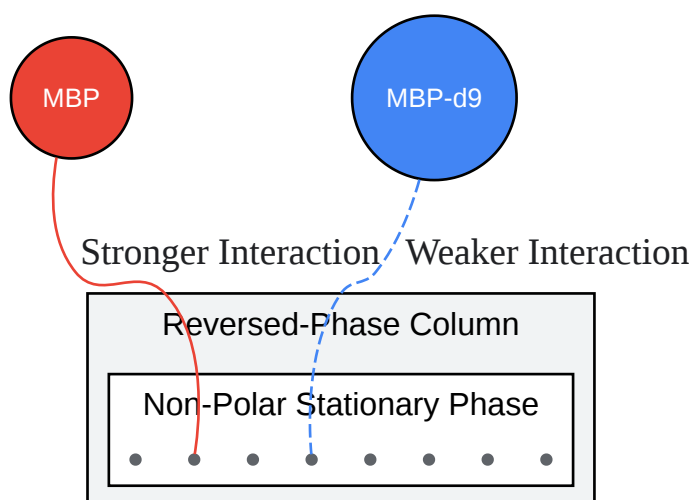 MBP
MBP-d9
Stronger Interaction
Weaker Interaction
Reversed-Phase Column
Non-Polar Stationary Phase